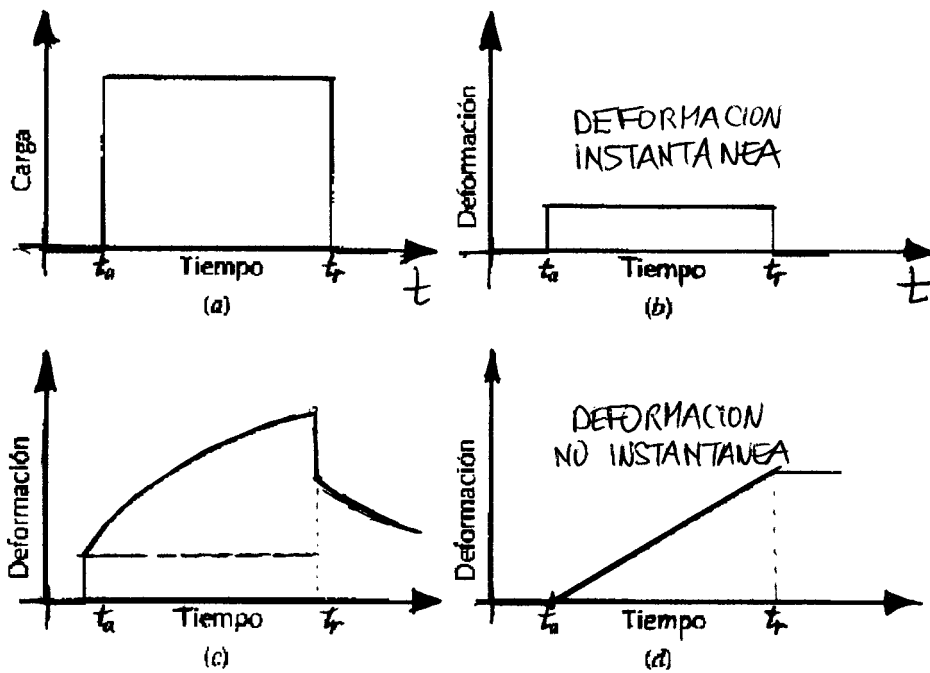 Carga
t_a Tiempo t_r t
(a)
Deformación
DEFORMACION
INSTANTANEA
t_a Tiempo t_r t
(b)
Deformación
t_a Tiempo t_r
(c)
Deformación
DEFORMACION
NO INSTANTANEA
t_a Tiempo t_r
(d)